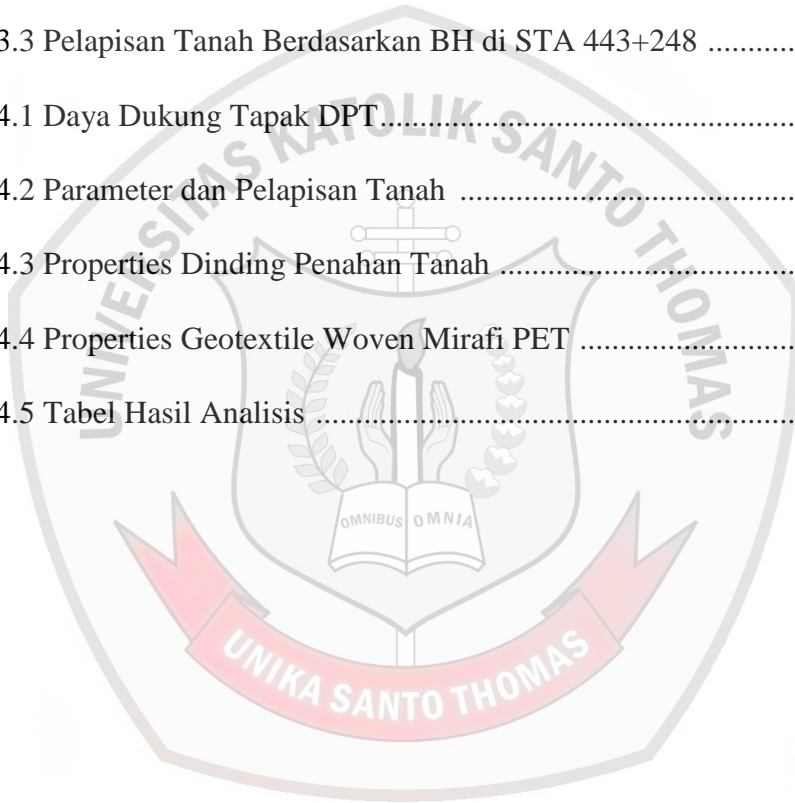 3.3 Pelapisan Tanah Berdasarkan BH di STA 443+248 ...........
4.1 Daya Dukung Tapak DPT......................................................
4.2 Parameter dan Pelapisan Tanah ...........................................
4.3 Properties Dinding Penahan Tanah ......................................
4.4 Properties Geotextile Woven Mirafi PET ...........................
4.5 Tabel Hasil Analisis ..............................................................
UNIVERSITAS KATOLIK SANTO THOMAS
OMNIBUS OMNIA
UNIKA SANTO THOMAS